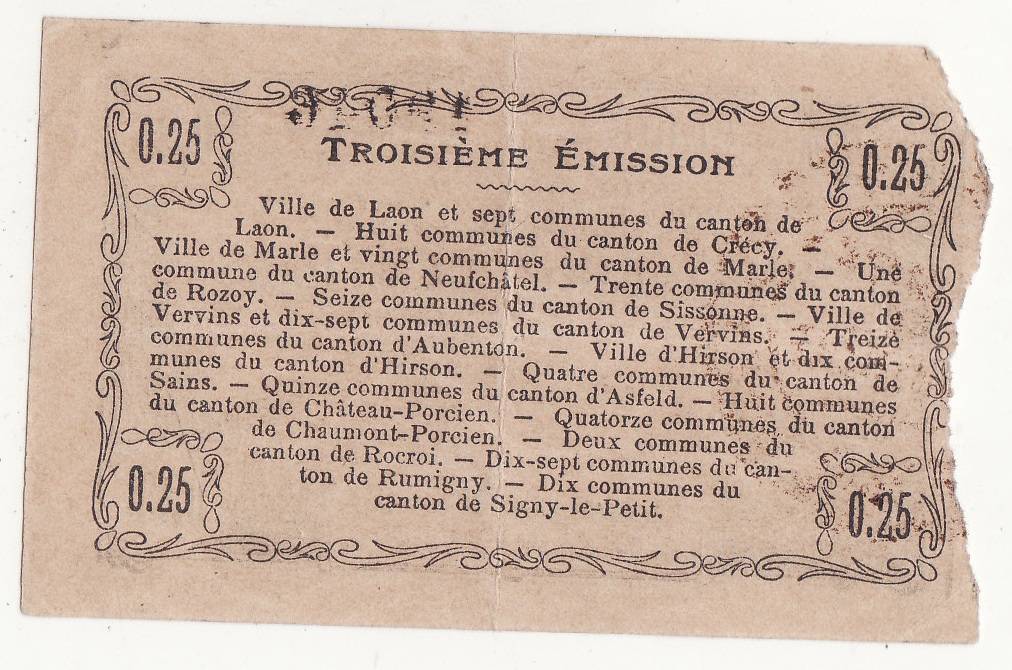 0.25
0.25
TROISIÈME ÉMISSION
Ville de Laon et sept communes du canton de
Laon. — Huit communes du canton de Crécy. —
Ville de Marle et vingt communes du canton de Marle. — Une
commune du canton de Neufchâtel. — Trente communes du canton
de Rozoy. — Seize communes du canton de Sissonne. — Ville de
Vervins et dix-sept communes du canton de Vervins. — Treize
communes du canton d'Aubenton. — Ville d'Hirson et dix com-
munes du canton d'Hirson. — Quatre communes du canton de
Sains. — Quinze communes du canton d'Asfeld. — Huit communes
du canton de Château-Porcien. — Quatorze communes du canton
de Chaumont-Porcien. — Deux communes du
canton de Rocroi. — Dix-sept communes du can-
ton de Rumigny. — Dix communes du
canton de Signy-le-Petit.
0.25
0.25